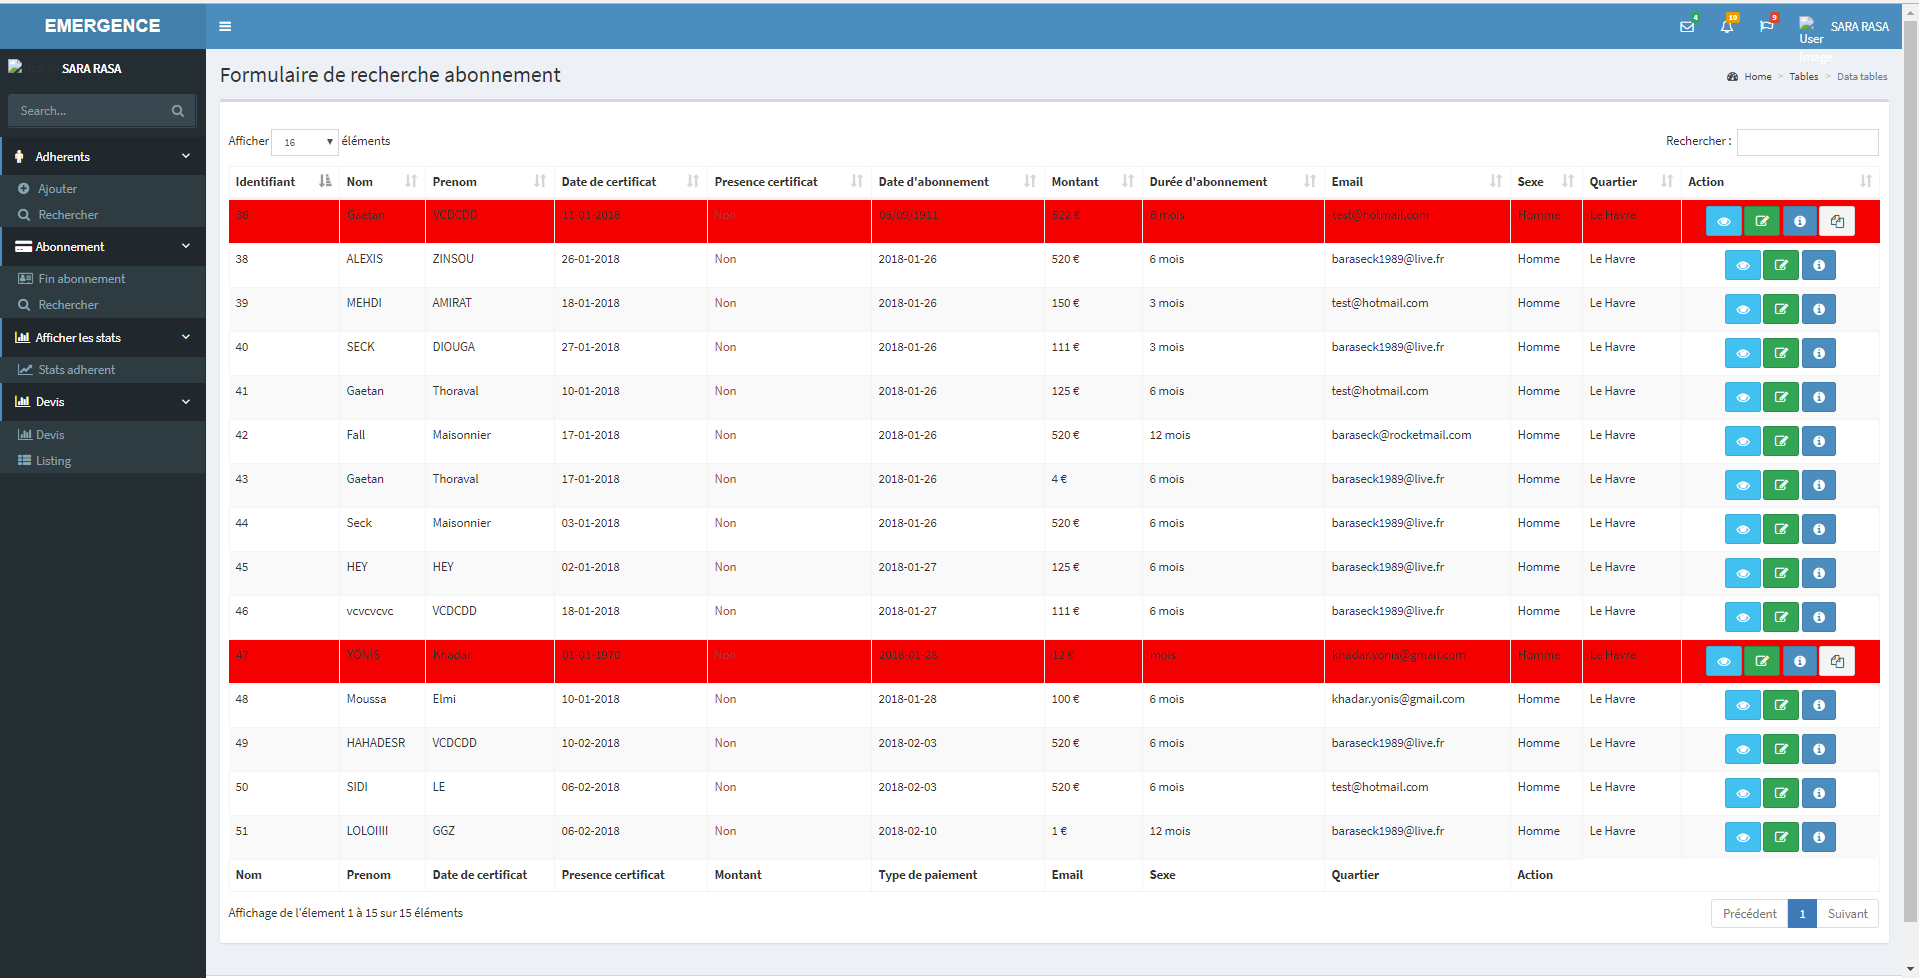 EMERGENCE
4
10
9
User Image
SARA RASA
SARA RASA
Search...
Adherents
Ajouter
Rechercher
Abonnement
Fin abonnement
Rechercher
Afficher les stats
Stats adherent
Devis
Devis
Listing
Formulaire de recherche abonnement
Home > Tables > Data tables
Afficher 16 éléments
Rechercher :
Identifiant Nom Prenom Date de certificat Presence certificat Date d'abonnement Montant Durée d'abonnement Email Sexe Quartier Action
36 Gaetan VCDCDD 11-01-2018 Non 05/09/1911 522 € 6 mois test@hotmail.com Homme Le Havre
38 ALEXIS ZINSOU 26-01-2018 Non 2018-01-26 520 € 6 mois baraseck1989@live.fr Homme Le Havre
39 MEHDI AMIRAT 18-01-2018 Non 2018-01-26 150 € 3 mois test@hotmail.com Homme Le Havre
40 SECK DIOUGA 27-01-2018 Non 2018-01-26 111 € 3 mois baraseck1989@live.fr Homme Le Havre
41 Gaetan Thoraval 10-01-2018 Non 2018-01-26 125 € 6 mois test@hotmail.com Homme Le Havre
42 Fall Maisonnier 17-01-2018 Non 2018-01-26 520 € 12 mois baraseck@rocketmail.com Homme Le Havre
43 Gaetan Thoraval 17-01-2018 Non 2018-01-26 4 € 6 mois baraseck1989@live.fr Homme Le Havre
44 Seck Maisonnier 03-01-2018 Non 2018-01-26 520 € 6 mois baraseck1989@live.fr Homme Le Havre
45 HEY HEY 02-01-2018 Non 2018-01-27 125 € 6 mois baraseck1989@live.fr Homme Le Havre
46 vcvcvcvc VCDCDD 18-01-2018 Non 2018-01-27 111 € 6 mois baraseck1989@live.fr Homme Le Havre
47 YONIS Khadar 01-01-1970 Non 2018-01-28 12 € mois khadar.yonis@gmail.com Homme Le Havre
48 Moussa Elmi 10-01-2018 Non 2018-01-28 100 € 6 mois khadar.yonis@gmail.com Homme Le Havre
49 HAHADESR VCDCDD 10-02-2018 Non 2018-02-03 520 € 6 mois baraseck1989@live.fr Homme Le Havre
50 SIDI LE 06-02-2018 Non 2018-02-03 520 € 6 mois test@hotmail.com Homme Le Havre
51 LOLOIIII GGZ 06-02-2018 Non 2018-02-10 1 € 12 mois baraseck1989@live.fr Homme Le Havre
Nom Prenom Date de certificat Presence certificat Montant Type de paiement Email Sexe Quartier Action
Affichage de l'élement 1 à 15 sur 15 éléments
Précédent 1 Suivant